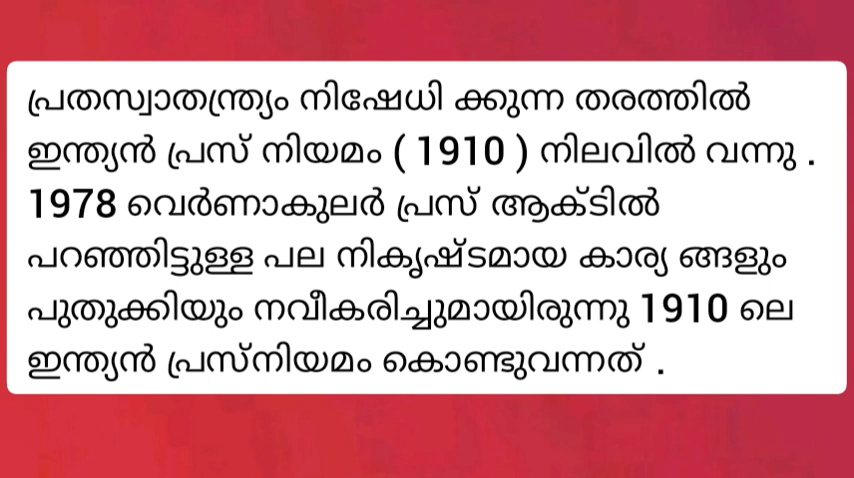 പ്രതസ്വാതന്ത്ര്യം നിഷേധി ക്കുന്ന തരത്തിൽ
ഇന്ത്യൻ പ്രസ് നിയമം ( 1910 ) നിലവിൽ വന്നു .
1978 വെർണാകുലർ പ്രസ് ആക്ടിൽ
പറഞ്ഞിട്ടുള്ള പല നികൃഷ്ടമായ കാര്യ ങ്ങളും
പുതുക്കിയും നവീകരിച്ചുമായിരുന്നു 1910 ലെ
ഇന്ത്യൻ പ്രസ്നിയമം കൊണ്ടുവന്നത് .